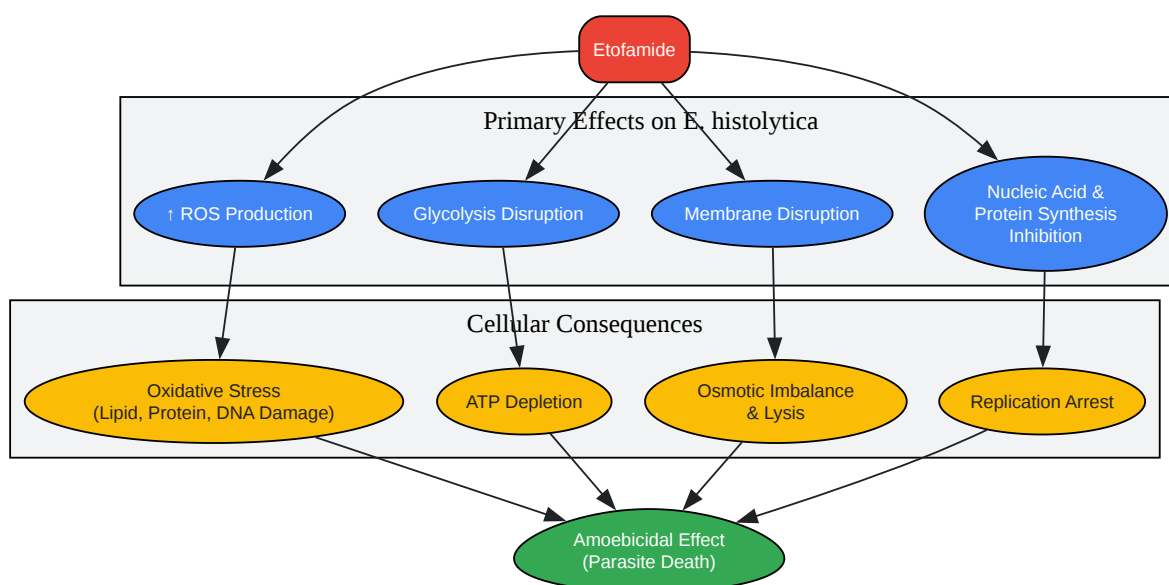 Etofamide
Primary Effects on E. histolytica
↑ ROS Production
Glycolysis Disruption
Membrane Disruption
Nucleic Acid &
Protein Synthesis
Inhibition
Cellular Consequences
Oxidative Stress
(Lipid, Protein, DNA Damage)
ATP Depletion
Osmotic Imbalance
& Lysis
Replication Arrest
Amoebicidal Effect
(Parasite Death)